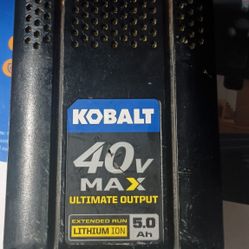 KOBALT
40V
MAX
ULTIMATE OUTPUT
EXTENDED RUN
LITHIUM ION
5.0
Ah